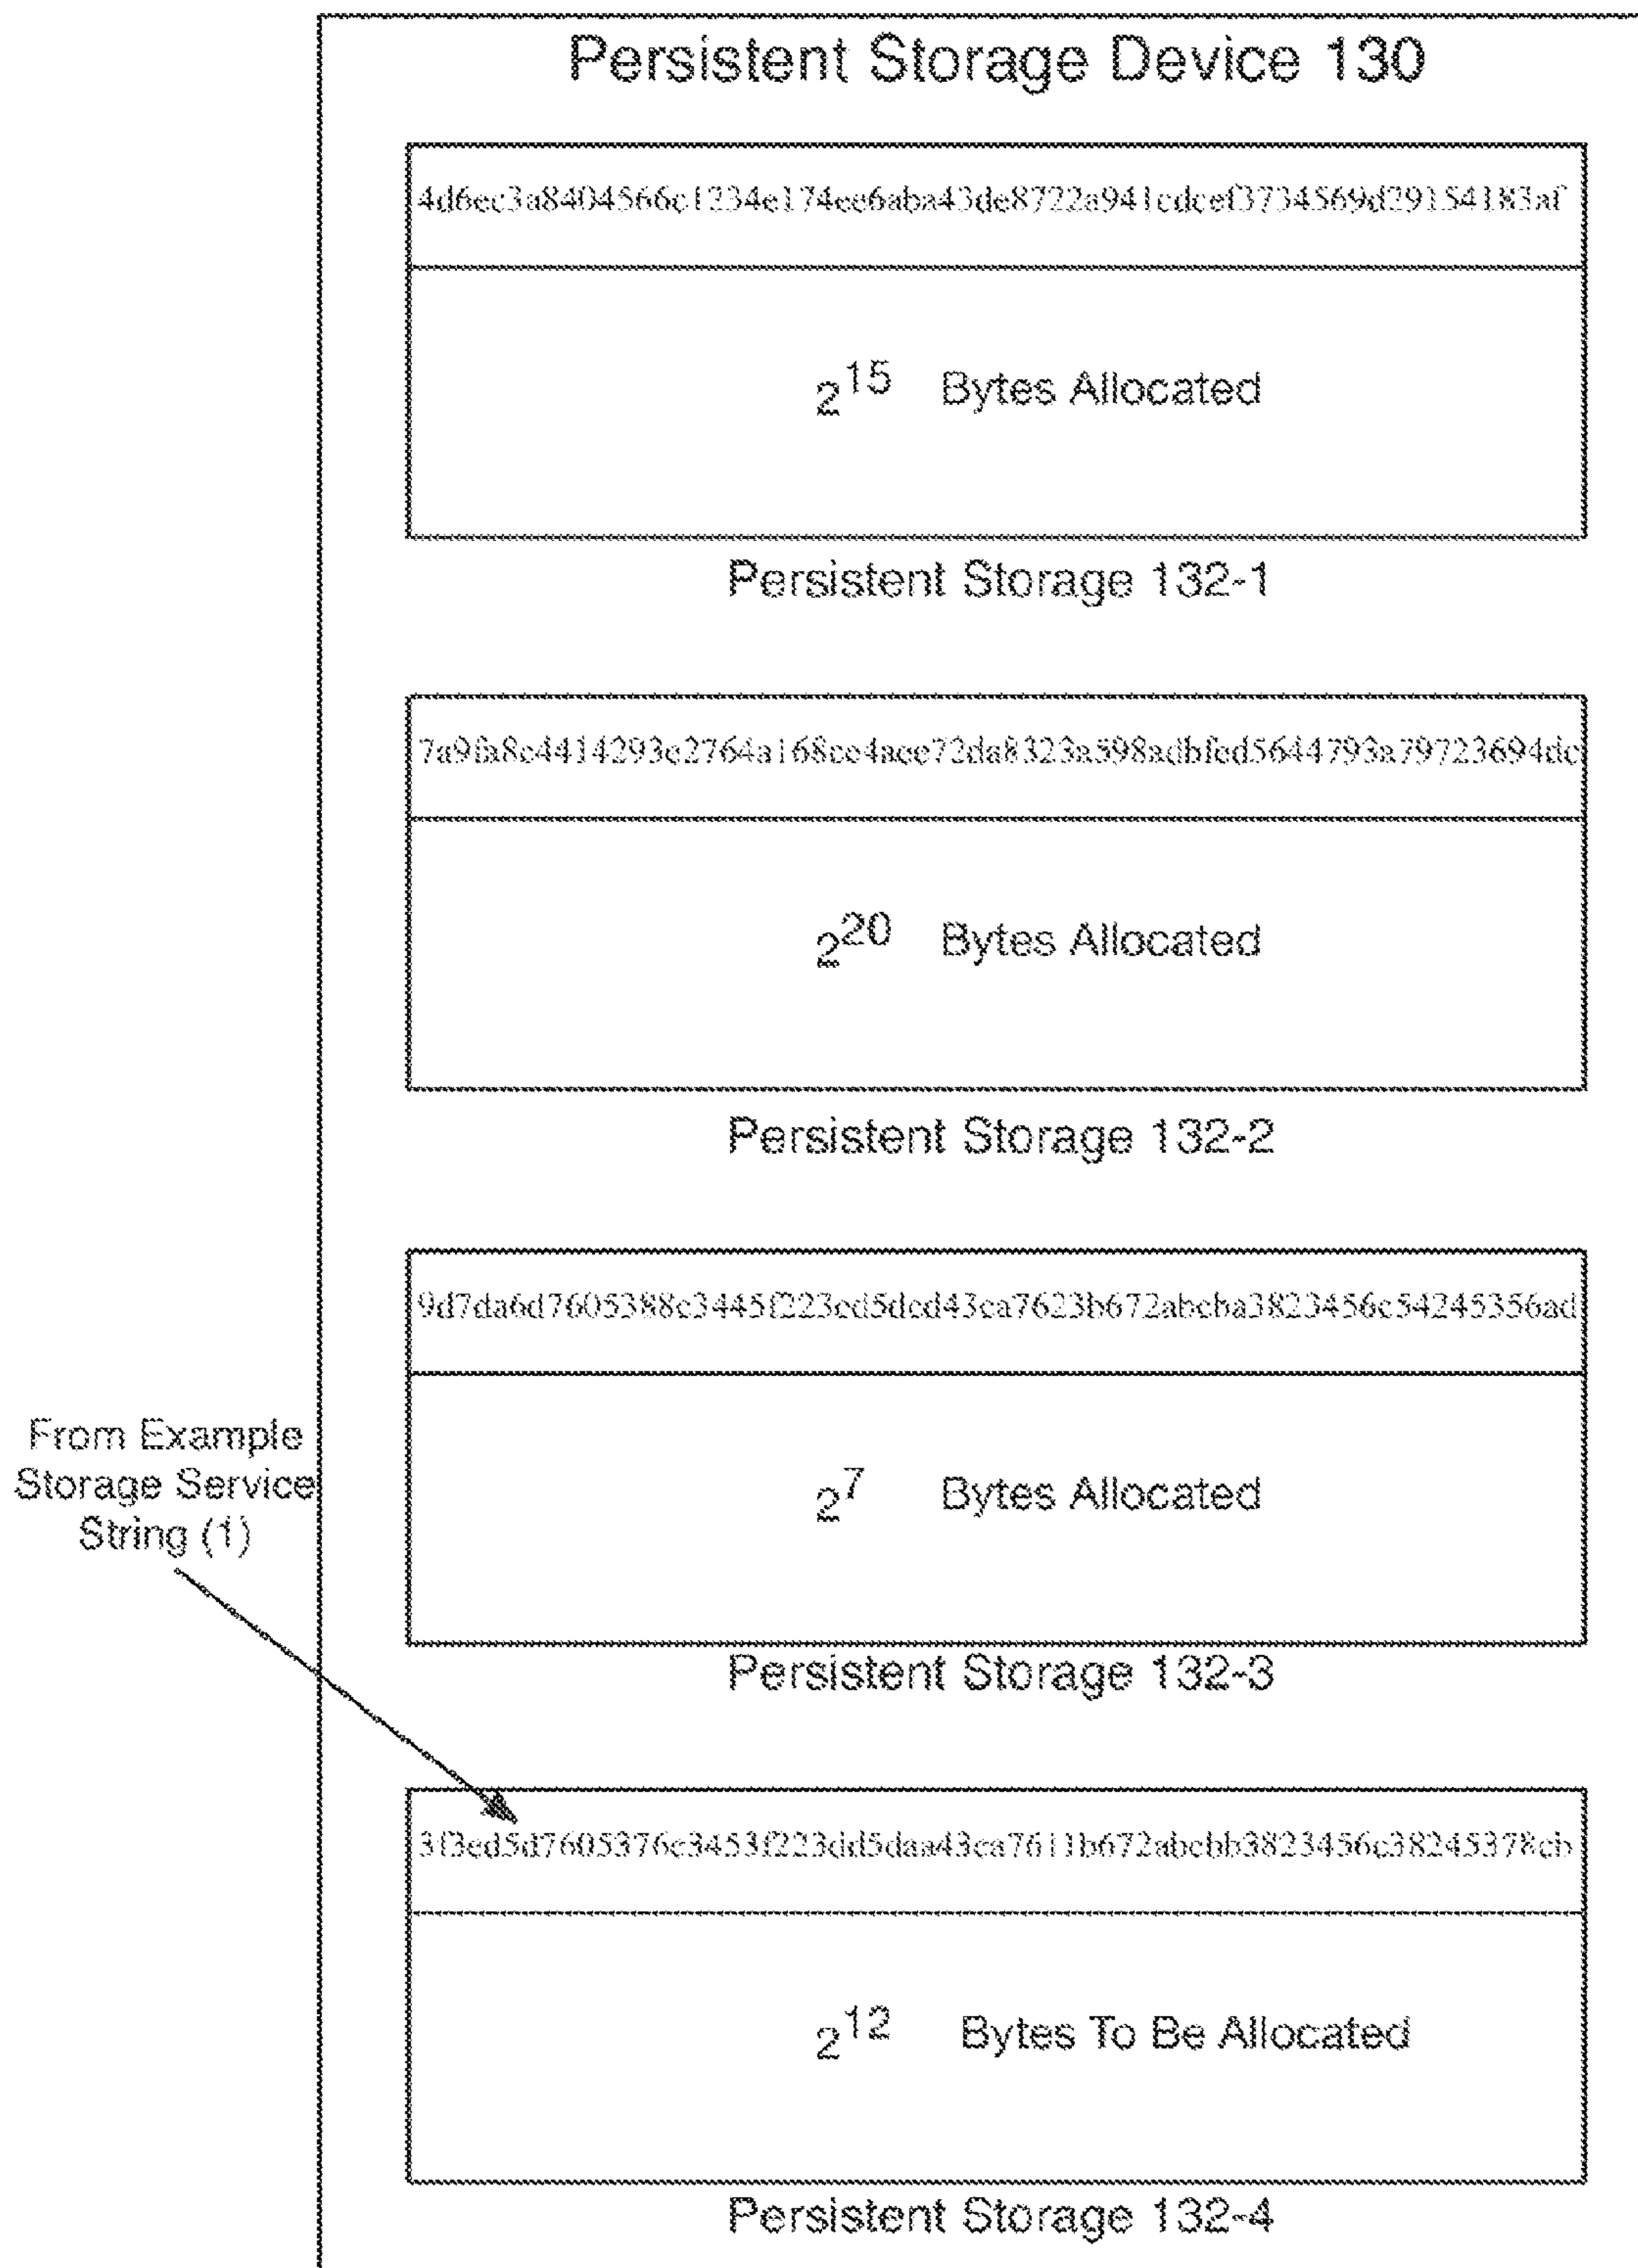 Persistent Storage Device 130
4d6ec3a8404566c1234e174ee6aba43de8722a941cdcef3734569d29154183af
2^15 Bytes Allocated
Persistent Storage 132-1
7a9fa8c4414293e2764a168ce4ace72da8323a598adbfed5644793a79723694dc
2^20 Bytes Allocated
Persistent Storage 132-2
9d7da6d7605388c3445f223cd5dcd43ca7623b672abcba3823456c54245356ad
2^7 Bytes Allocated
Persistent Storage 132-3
From Example
Storage Service
String (1)
3f3ed5d7605376c3453f223dd5daa43ca7611b672abcbb3823456c38245378cb
2^12 Bytes To Be Allocated
Persistent Storage 132-4